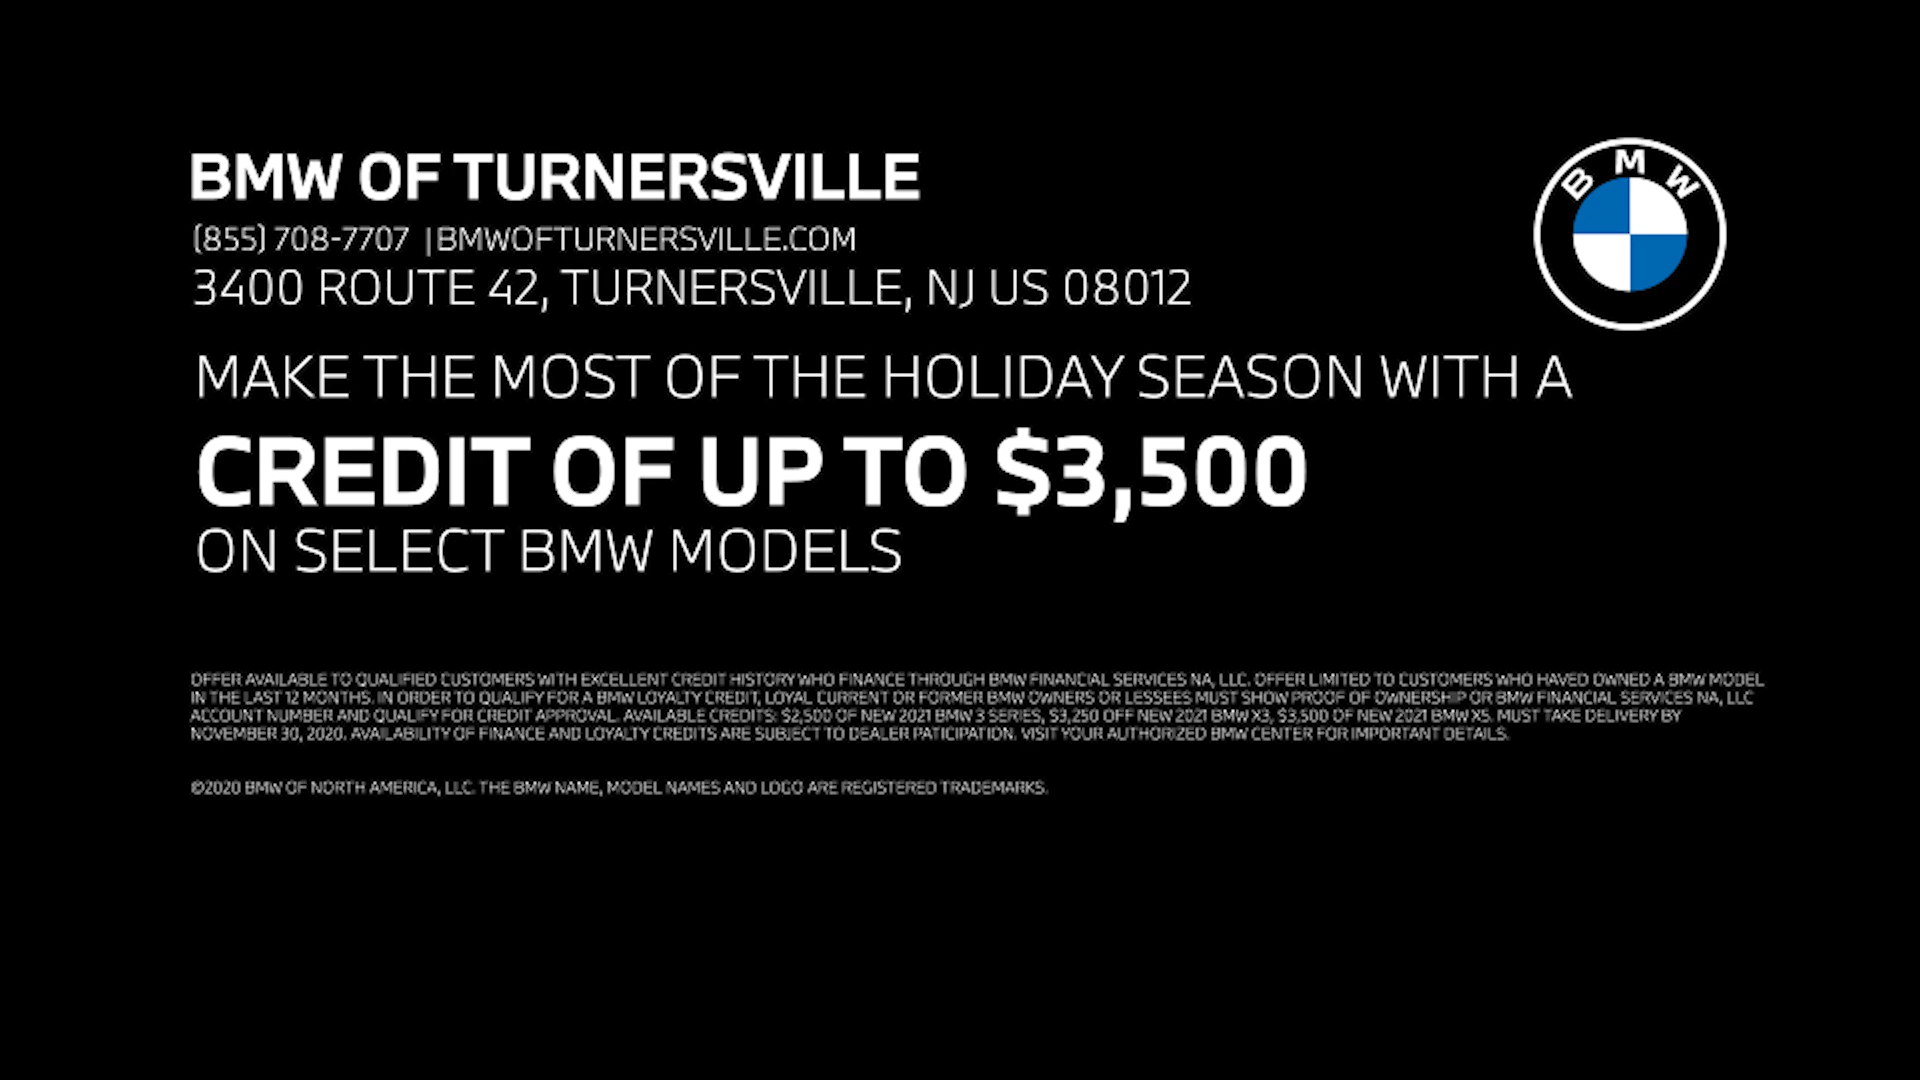 BMW OF TURNERSVILLE
B M W
(855) 708-7707 | BMWOFTURNERSVILLE.COM
3400 ROUTE 42, TURNERSVILLE, NJ US 08012
MAKE THE MOST OF THE HOLIDAY SEASON WITH A
CREDIT OF UP TO $3,500
ON SELECT BMW MODELS
OFFER AVAILABLE TO QUALIFIED CUSTOMERS WITH EXCELLENT CREDIT HISTORY WHO FINANCE THROUGH BMW FINANCIAL SERVICES NA, LLC. OFFER LIMITED TO CUSTOMERS WHO HAVED OWNED A BMW MODEL
IN THE LAST 12 MONTHS. IN ORDER TO QUALIFY FOR A BMW LOYALTY CREDIT, LOYAL CURRENT OR FORMER BMW OWNERS OR LESSEES MUST SHOW PROOF OF OWNERSHIP OR BMW FINANCIAL SERVICES NA, LLC
ACCOUNT NUMBER AND QUALIFY FOR CREDIT APPROVAL. AVAILABLE CREDITS: $2,500 OF NEW 2021 BMW 3 SERIES, $3,250 OFF NEW 2021 BMW X3, $3,500 OF NEW 2021 BMW X5. MUST TAKE DELIVERY BY
NOVEMBER 30, 2020. AVAILABILITY OF FINANCE AND LOYALTY CREDITS ARE SUBJECT TO DEALER PATICIPATION. VISIT YOUR AUTHORIZED BMW CENTER FOR IMPORTANT DETAILS.
©2020 BMW OF NORTH AMERICA, LLC. THE BMW NAME, MODEL NAMES AND LOGO ARE REGISTERED TRADEMARKS.